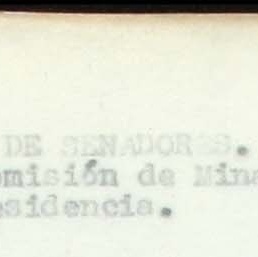 DE SENADORES.
omisión de Mina
esidencia.